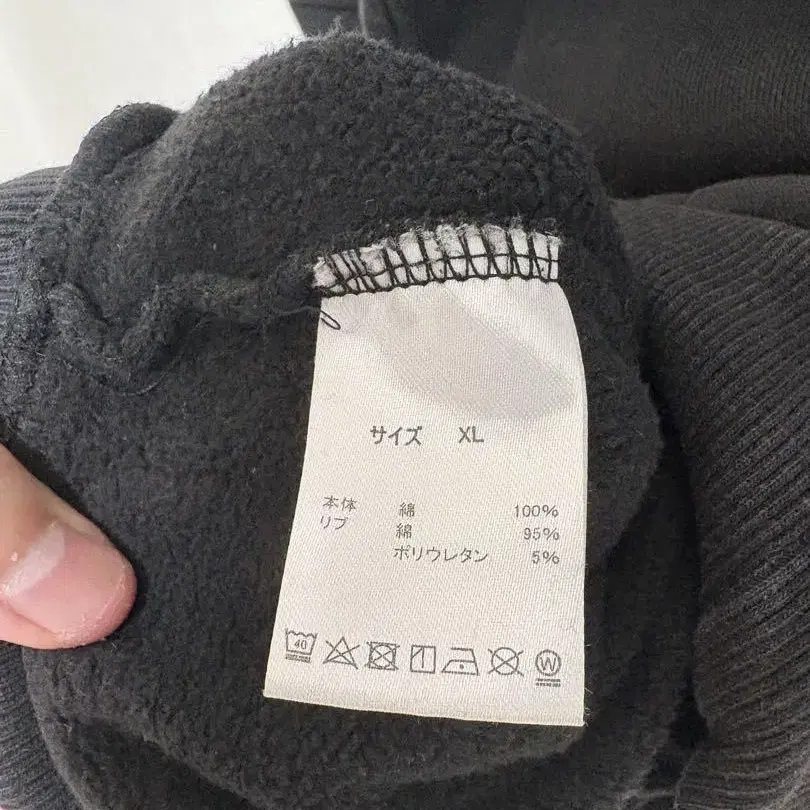 サイズ XL
本体 綿 100%
リブ 綿 95%
ポリウレタン 5%
40 W